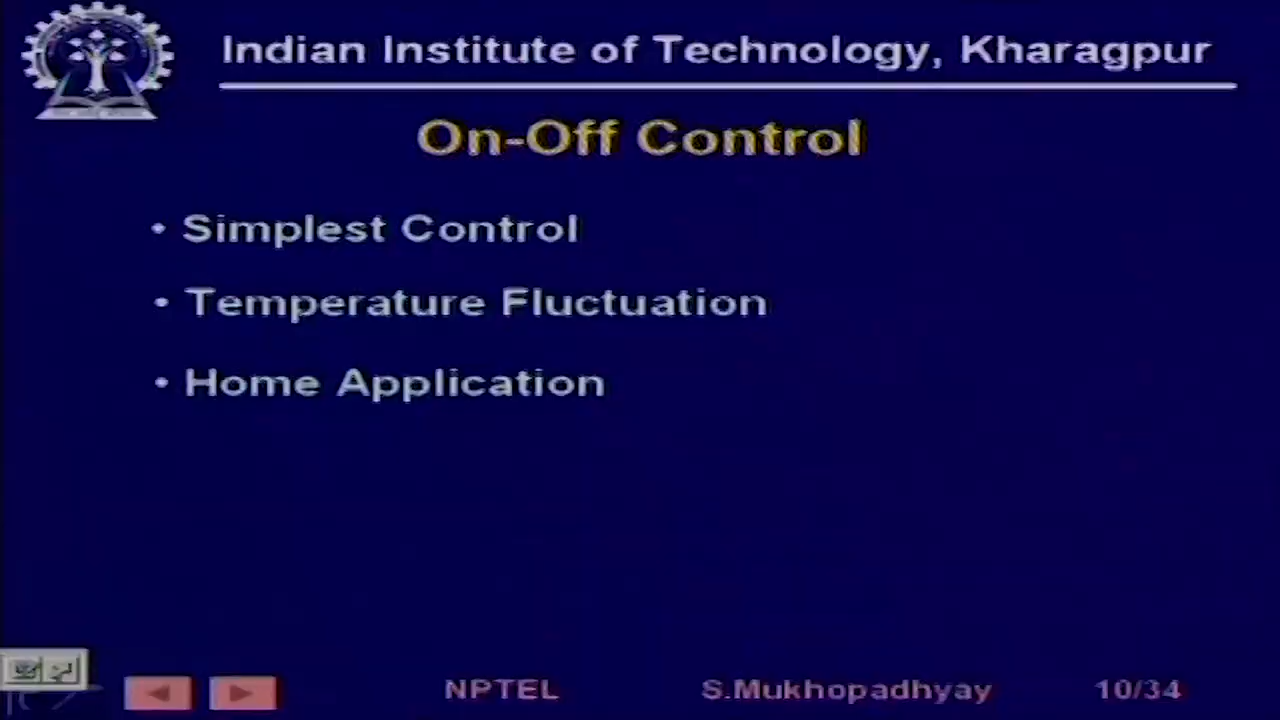 Indian Institute of Technology, Kharagpur
On-Off Control
• Simplest Control
• Temperature Fluctuation
• Home Application
NPTEL S.Mukhopadhyay 10/34